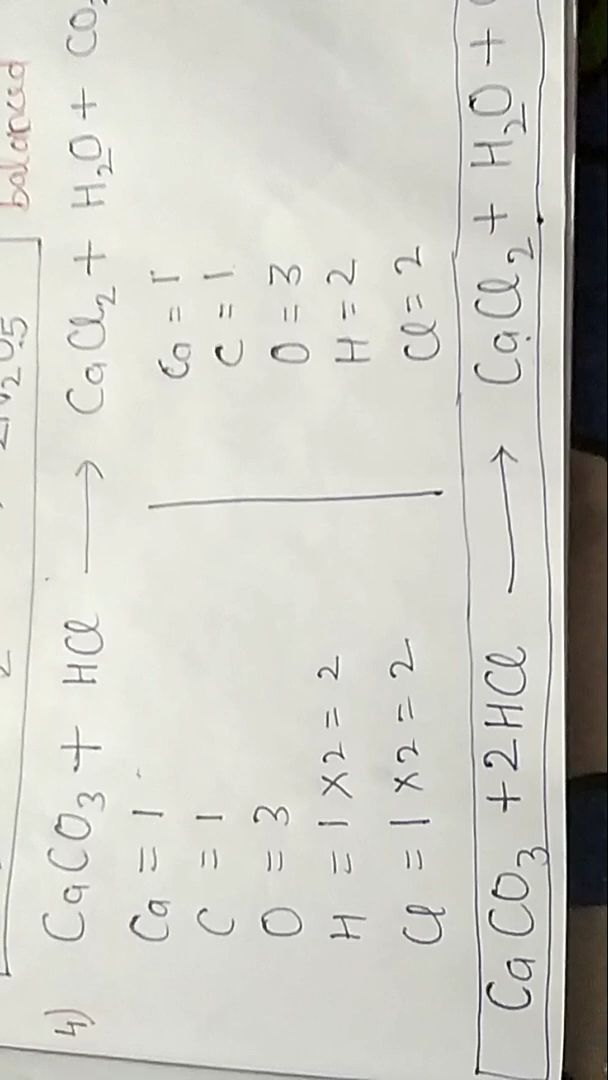 balanced
4) CaCO₃ + HCl ⟶ CaCl₂ + H₂O + CO₂
Ca = 1 Ca = 1
C = 1 C = 1
O = 3 O = 3
H = 1 x 2 = 2 H = 2
Cl = 1 x 2 = 2 Cl = 2
CaCO₃ + 2HCl ⟶ CaCl₂ + H₂O +